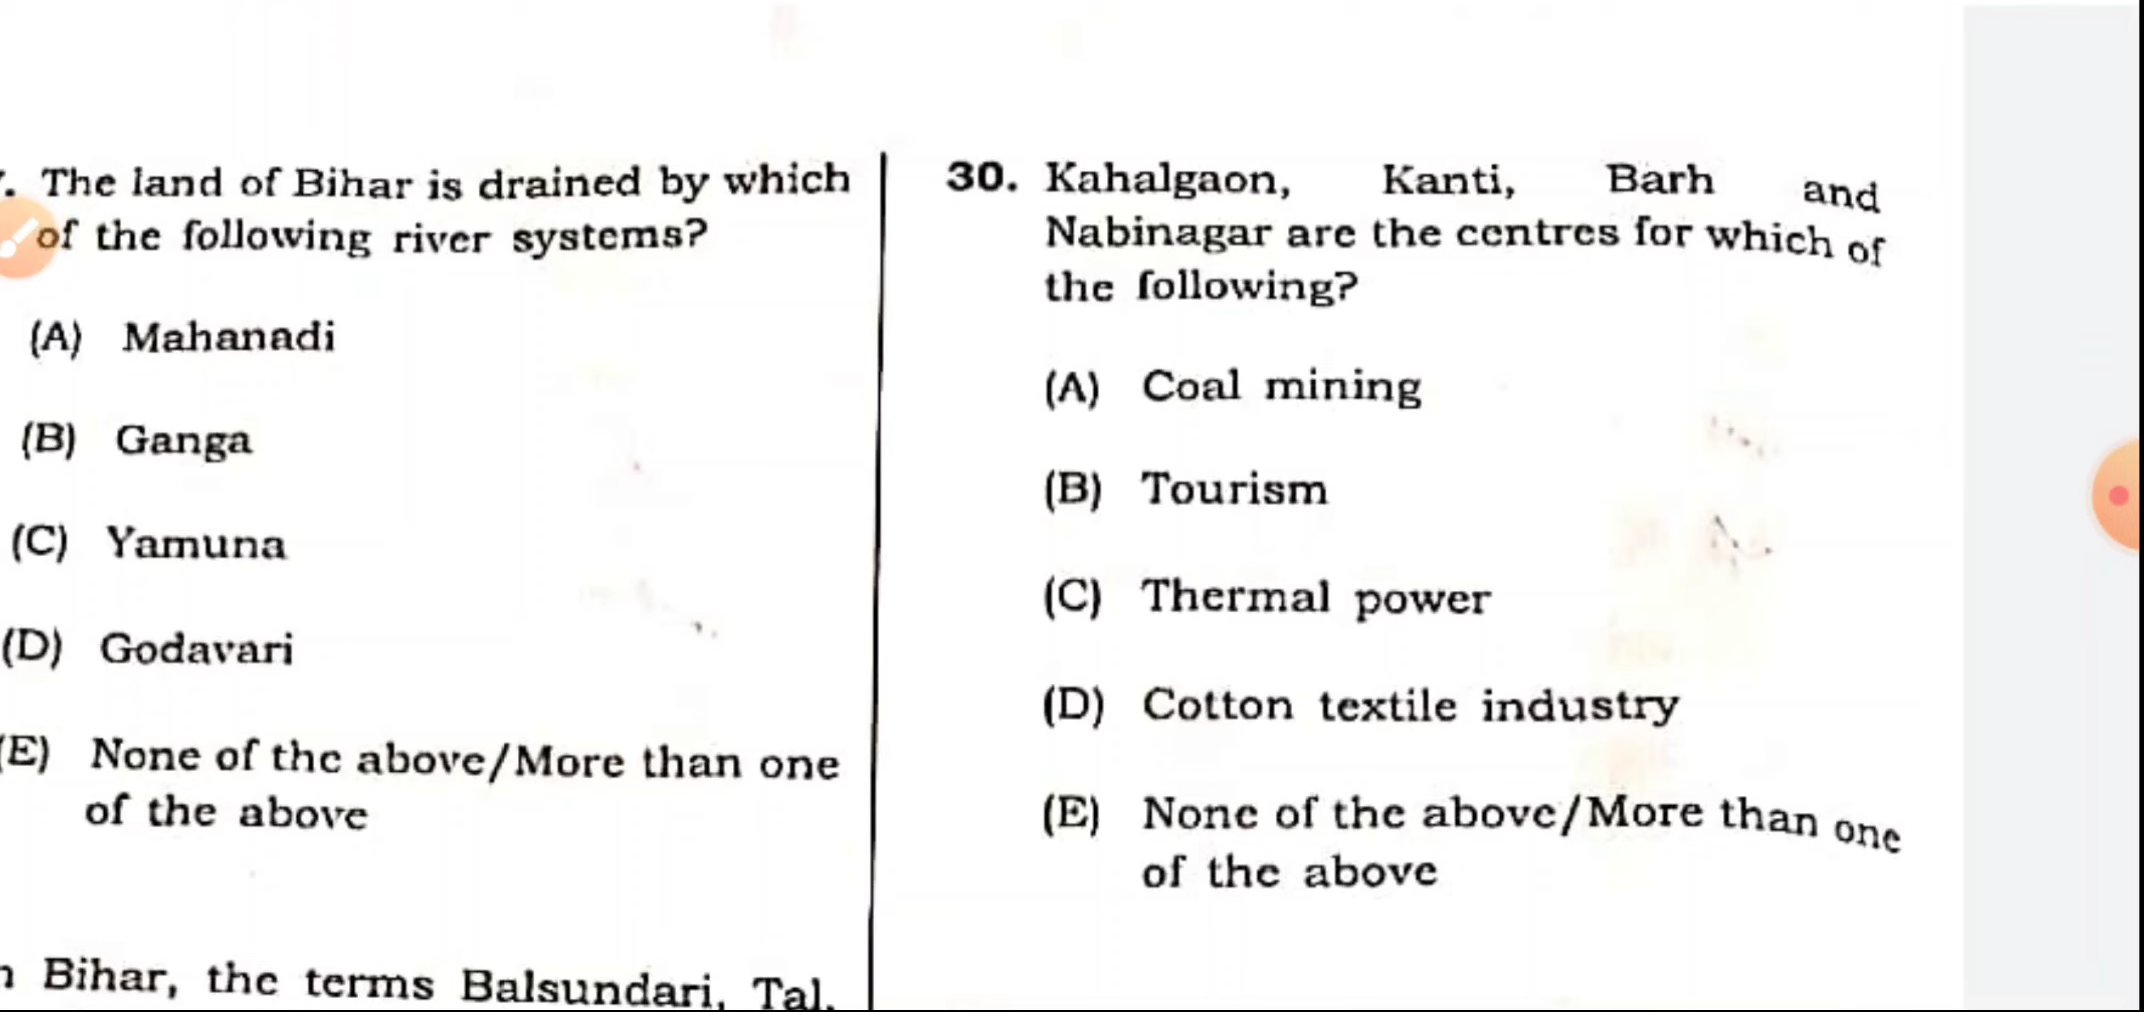 . The land of Bihar is drained by which
of the following river systems?
(A) Mahanadi
(B) Ganga
(C) Yamuna
(D) Godavari
(E) None of the above/More than one
of the above
Bihar, the terms Balsundari, Tal,
30. Kahalgaon, Kanti, Barh and
Nabinagar are the centres for which of
the following?
(A) Coal mining
(B) Tourism
(C) Thermal power
(D) Cotton textile industry
(E) None of the above/More than one
of the above